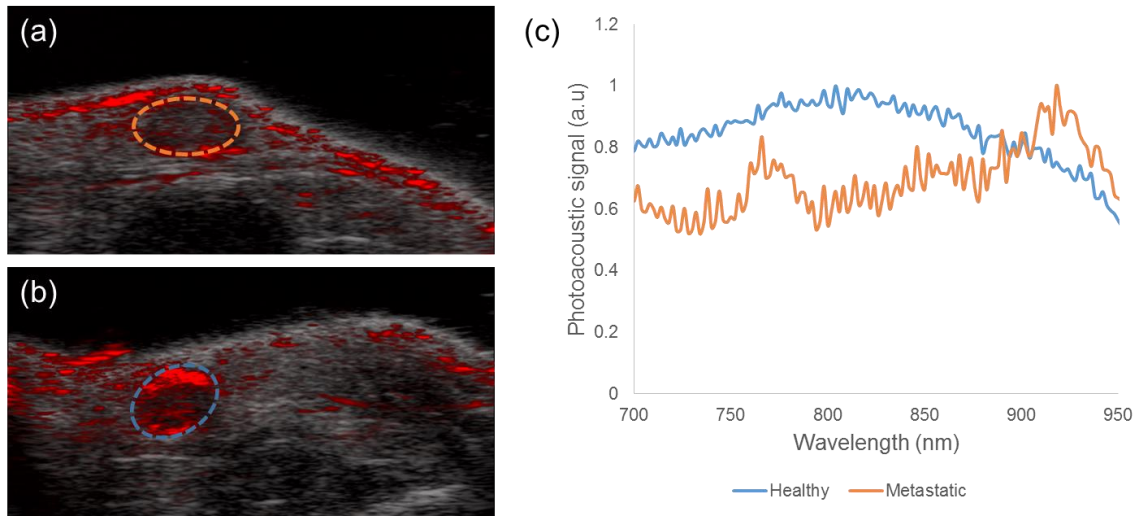 (a)
(b)
(c)
Photoacoustic signal (a.u)
1.2
1
0.8
0.6
0.4
0.2
0
700
750
800
850
900
950
Wavelength (nm)
Healthy
Metastatic